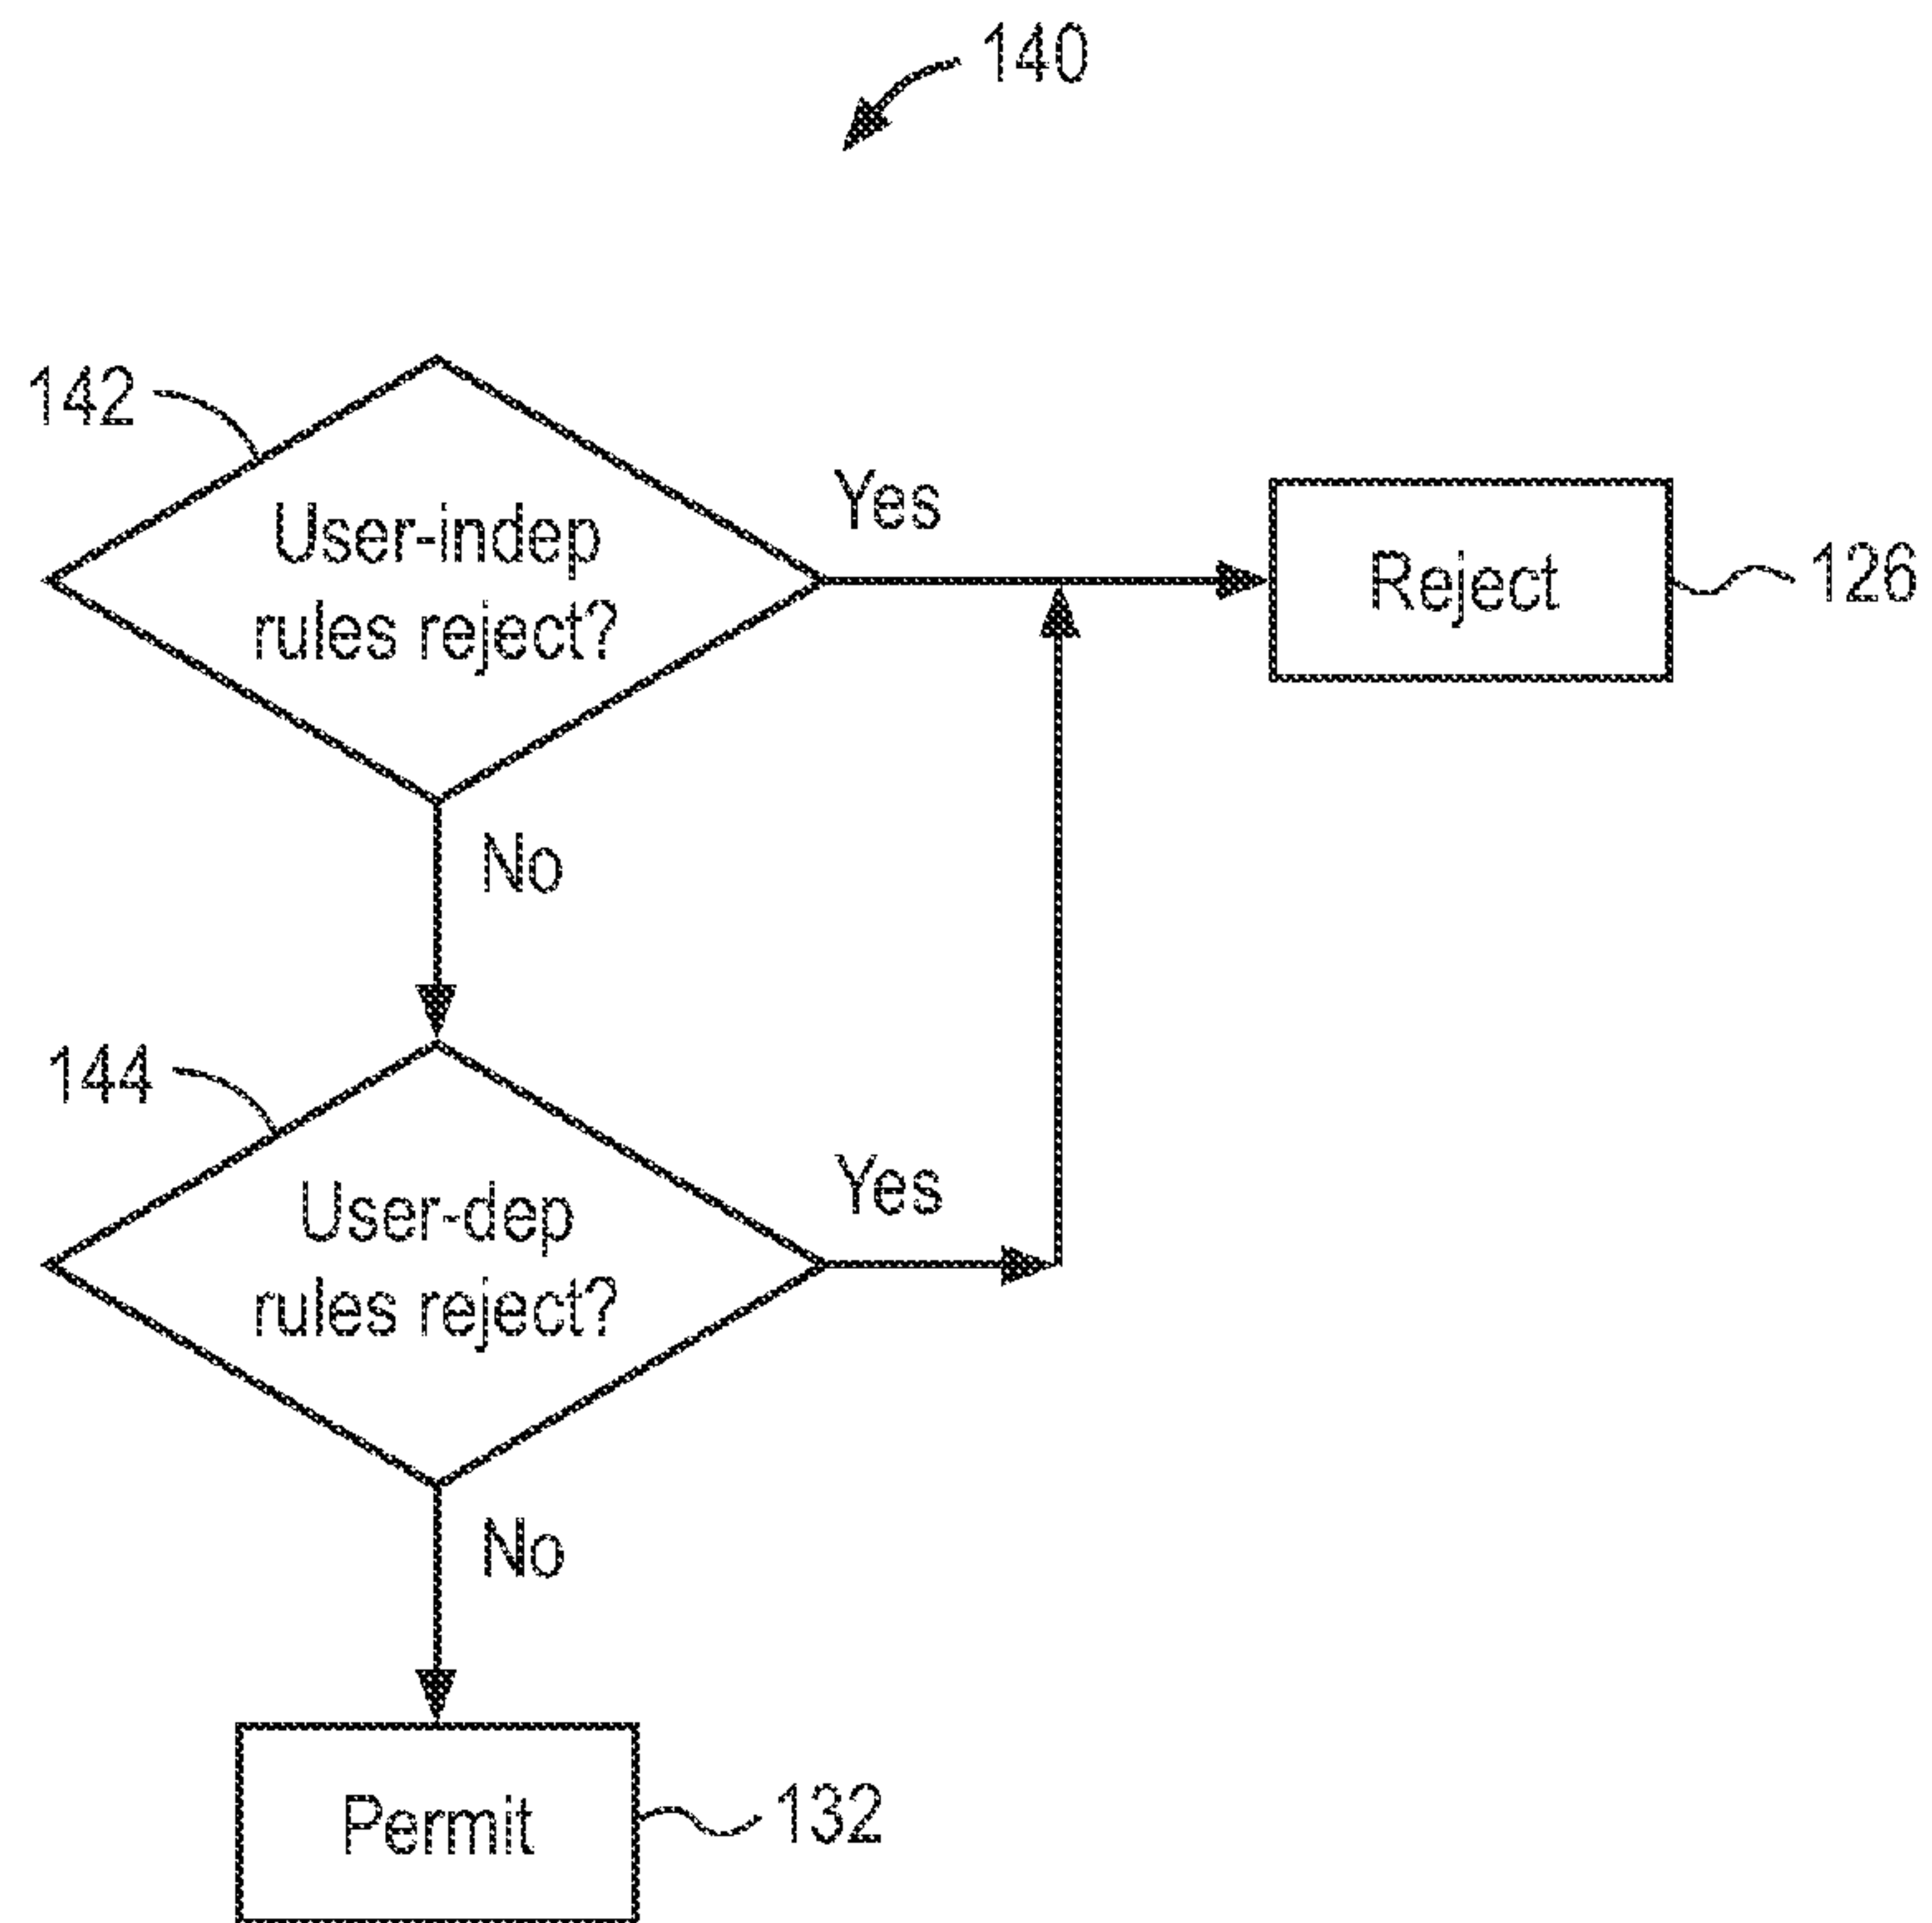 140
142
User-indep
rules reject?
Yes
Reject
126
No
144
User-dep
rules reject?
Yes
No
Permit
132